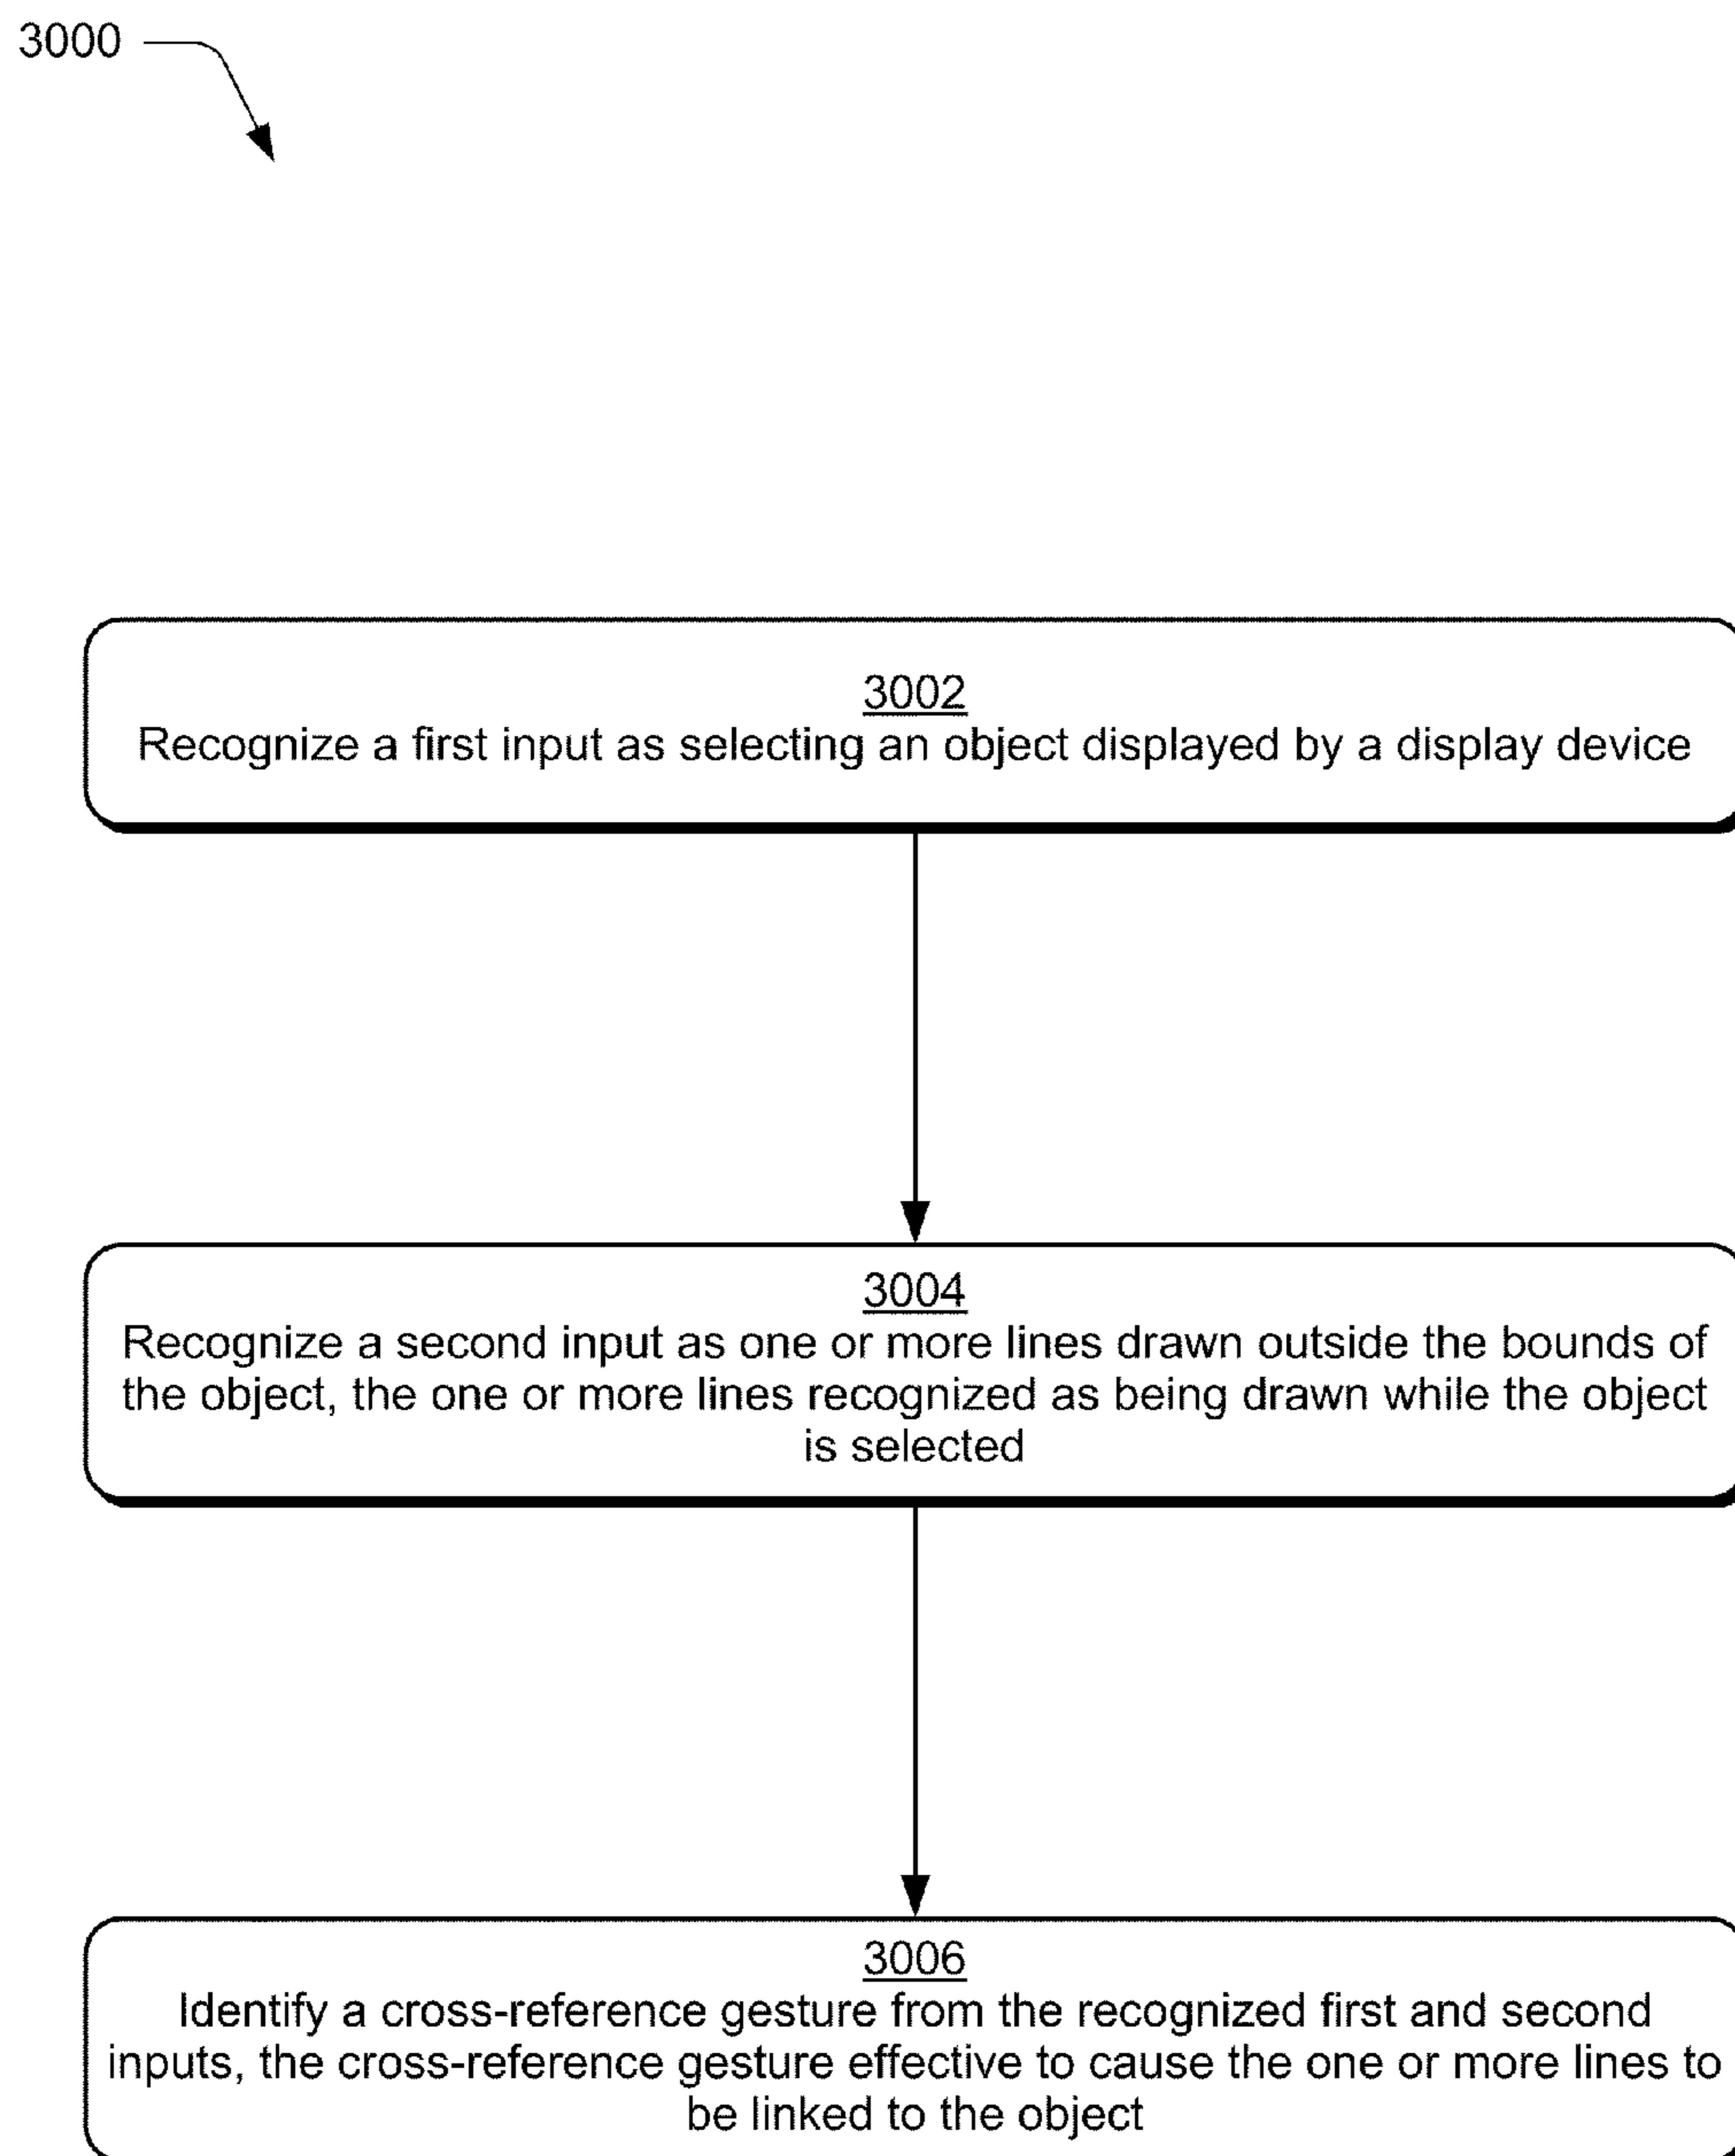 3000
3002
Recognize a first input as selecting an object displayed by a display device
3004
Recognize a second input as one or more lines drawn outside the bounds of
the object, the one or more lines recognized as being drawn while the object
is selected
3006
Identify a cross-reference gesture from the recognized first and second
inputs, the cross-reference gesture effective to cause the one or more lines to
be linked to the object